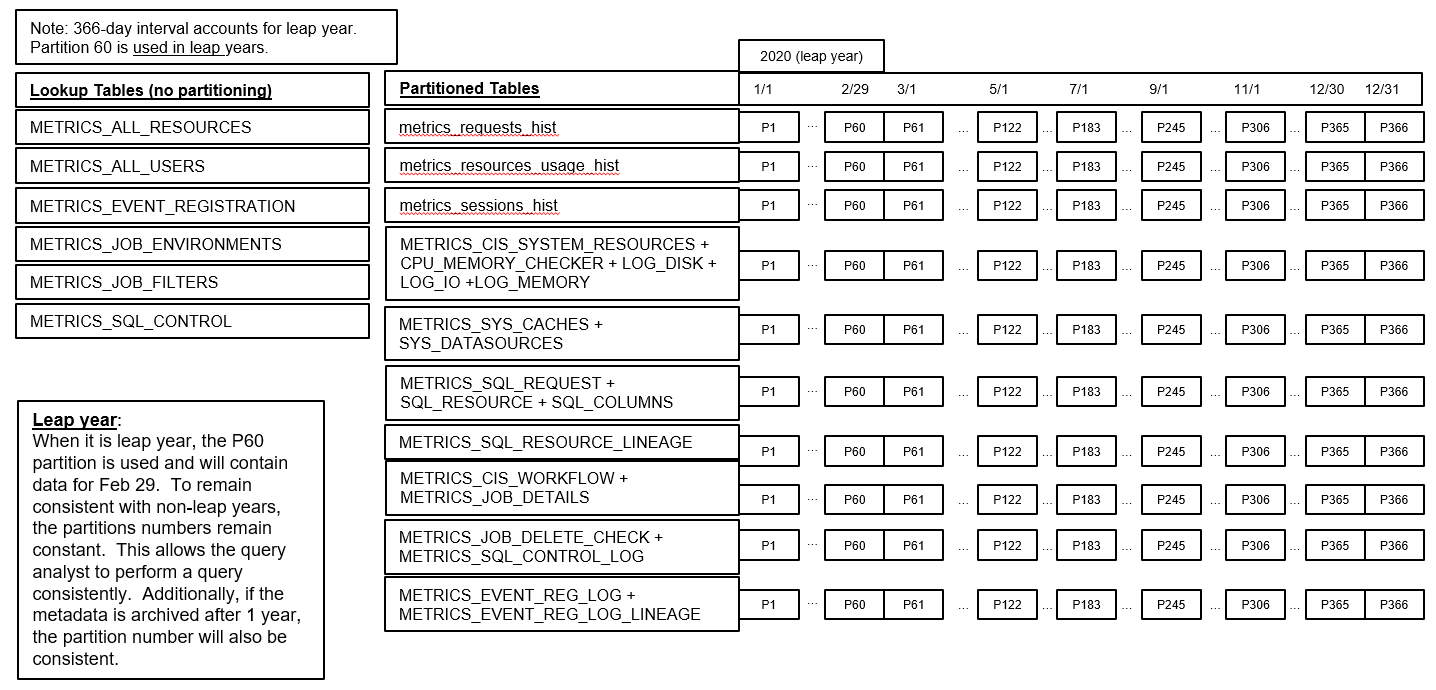 Note: 366-day interval accounts for leap year.
Partition 60 is used in leap years.
Lookup Tables (no partitioning)
METRICS_ALL_RESOURCES
METRICS_ALL_USERS
METRICS_EVENT_REGISTRATION
METRICS_JOB_ENVIRONMENTS
METRICS_JOB_FILTERS
METRICS_SQL_CONTROL
Leap year:
When it is leap year, the P60
partition is used and will contain
data for Feb 29.  To remain
consistent with non-leap years,
the partitions numbers remain
constant.  This allows the query
analyst to perform a query
consistently.  Additionally, if the
metadata is archived after 1 year,
the partition number will also be
consistent.
2020 (leap year)
Partitioned Tables 1/1 2/29 3/1 5/1 7/1 9/1 11/1 12/30 12/31
metrics_requests_hist P1 ... P60 P61 ... P122 ... P183 ... P245 ... P306 ... P365 P366
metrics_resources_usage_hist P1 ... P60 P61 ... P122 ... P183 ... P245 ... P306 ... P365 P366
metrics_sessions_hist P1 ... P60 P61 ... P122 ... P183 ... P245 ... P306 ... P365 P366
METRICS_CIS_SYSTEM_RESOURCES +
CPU_MEMORY_CHECKER + LOG_DISK +
LOG_IO +LOG_MEMORY
P1 ... P60 P61 ... P122 ... P183 ... P245 ... P306 ... P365 P366
METRICS_SYS_CACHES +
SYS_DATASOURCES
P1 ... P60 P61 ... P122 ... P183 ... P245 ... P306 ... P365 P366
METRICS_SQL_REQUEST +
SQL_RESOURCE + SQL_COLUMNS
P1 ... P60 P61 ... P122 ... P183 ... P245 ... P306 ... P365 P366
METRICS_SQL_RESOURCE_LINEAGE
P1 ... P60 P61 ... P122 ... P183 ... P245 ... P306 ... P365 P366
METRICS_CIS_WORKFLOW +
METRICS_JOB_DETAILS
P1 ... P60 P61 ... P122 ... P183 ... P245 ... P306 ... P365 P366
METRICS_JOB_DELETE_CHECK +
METRICS_SQL_CONTROL_LOG
P1 ... P60 P61 ... P122 ... P183 ... P245 ... P306 ... P365 P366
METRICS_EVENT_REG_LOG +
METRICS_EVENT_REG_LOG_LINEAGE
P1 ... P60 P61 ... P122 ... P183 ... P245 ... P306 ... P365 P366